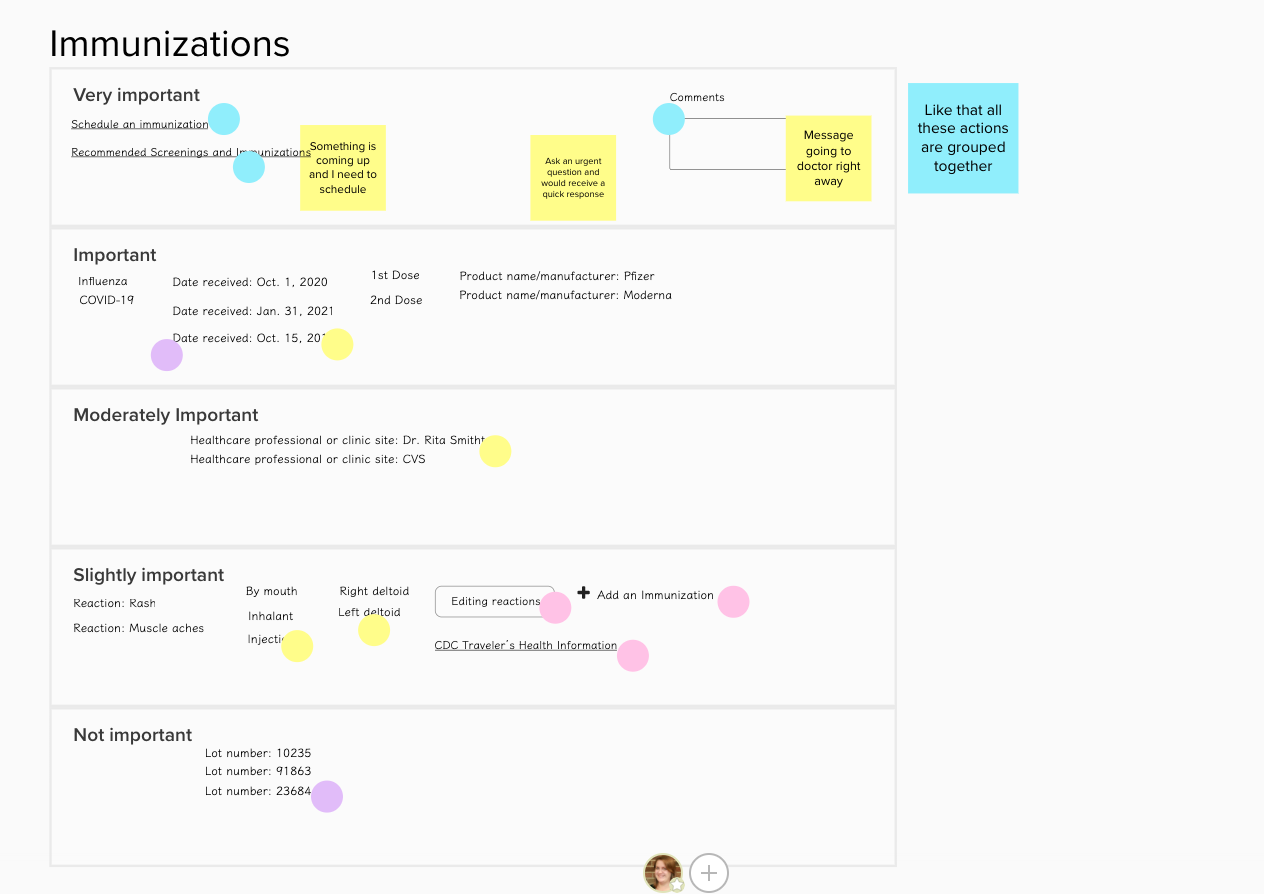 Immunizations
Very important
Schedule an immunization
Recommended Screenings and Immunizations
Something is
coming up
and I need to
schedule
Ask an urgent
question and
would receive a
quick response
Comments
Message
going to
doctor right
away
Like that all
these actions
are grouped
together
Important
Influenza
COVID-19
Date received: Oct. 1, 2020
Date received: Jan. 31, 2021
Date received: Oct. 15,
1st Dose
2nd Dose
Product name/manufacturer: Pfizer
Product name/manufacturer: Moderna
Moderately Important
Healthcare professional or clinic site: Dr. Rita Smitht
Healthcare professional or clinic site: CVS
Slightly important
Reaction: Rash
Reaction: Muscle aches
By mouth
Inhalant
Right deltoid
Left deltoid
Editing reactions
Add an Immunization
CDC Traveler's Health Information
Not important
Lot number: 10235
Lot number: 91863
Lot number: 23684